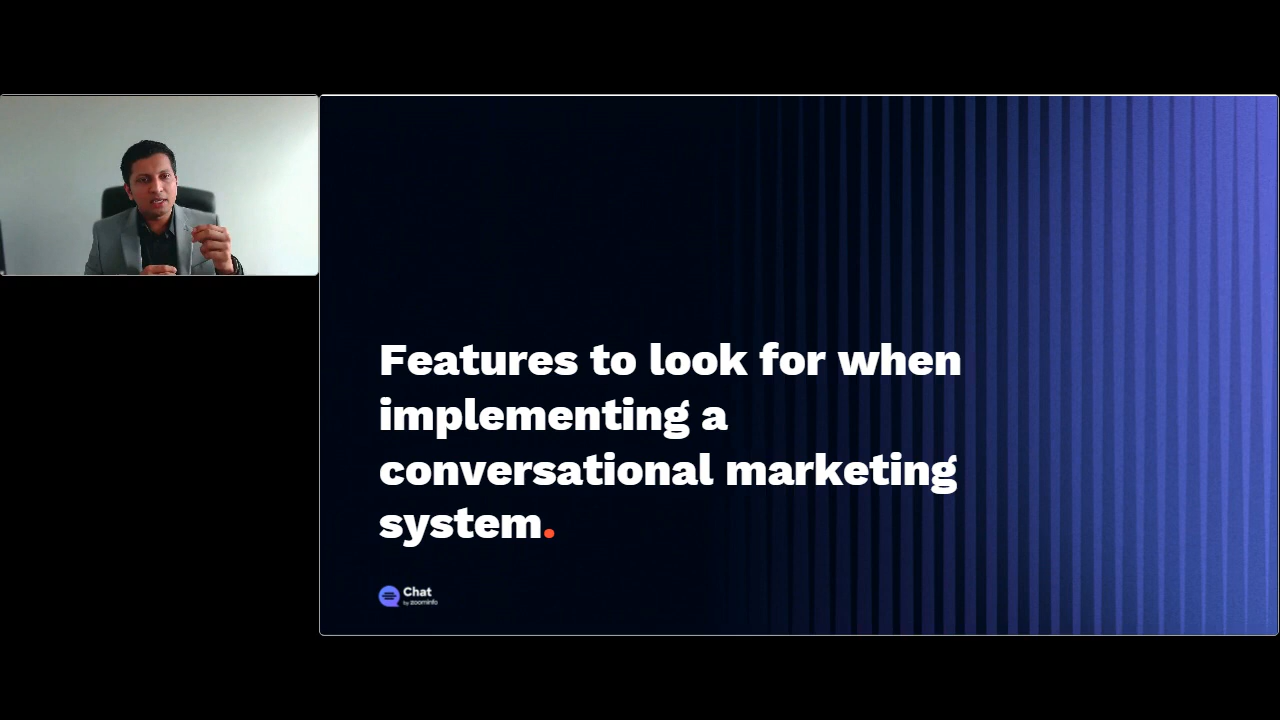 Features to look for when
implementing a
conversational marketing
system.
Chat
by zoominfo